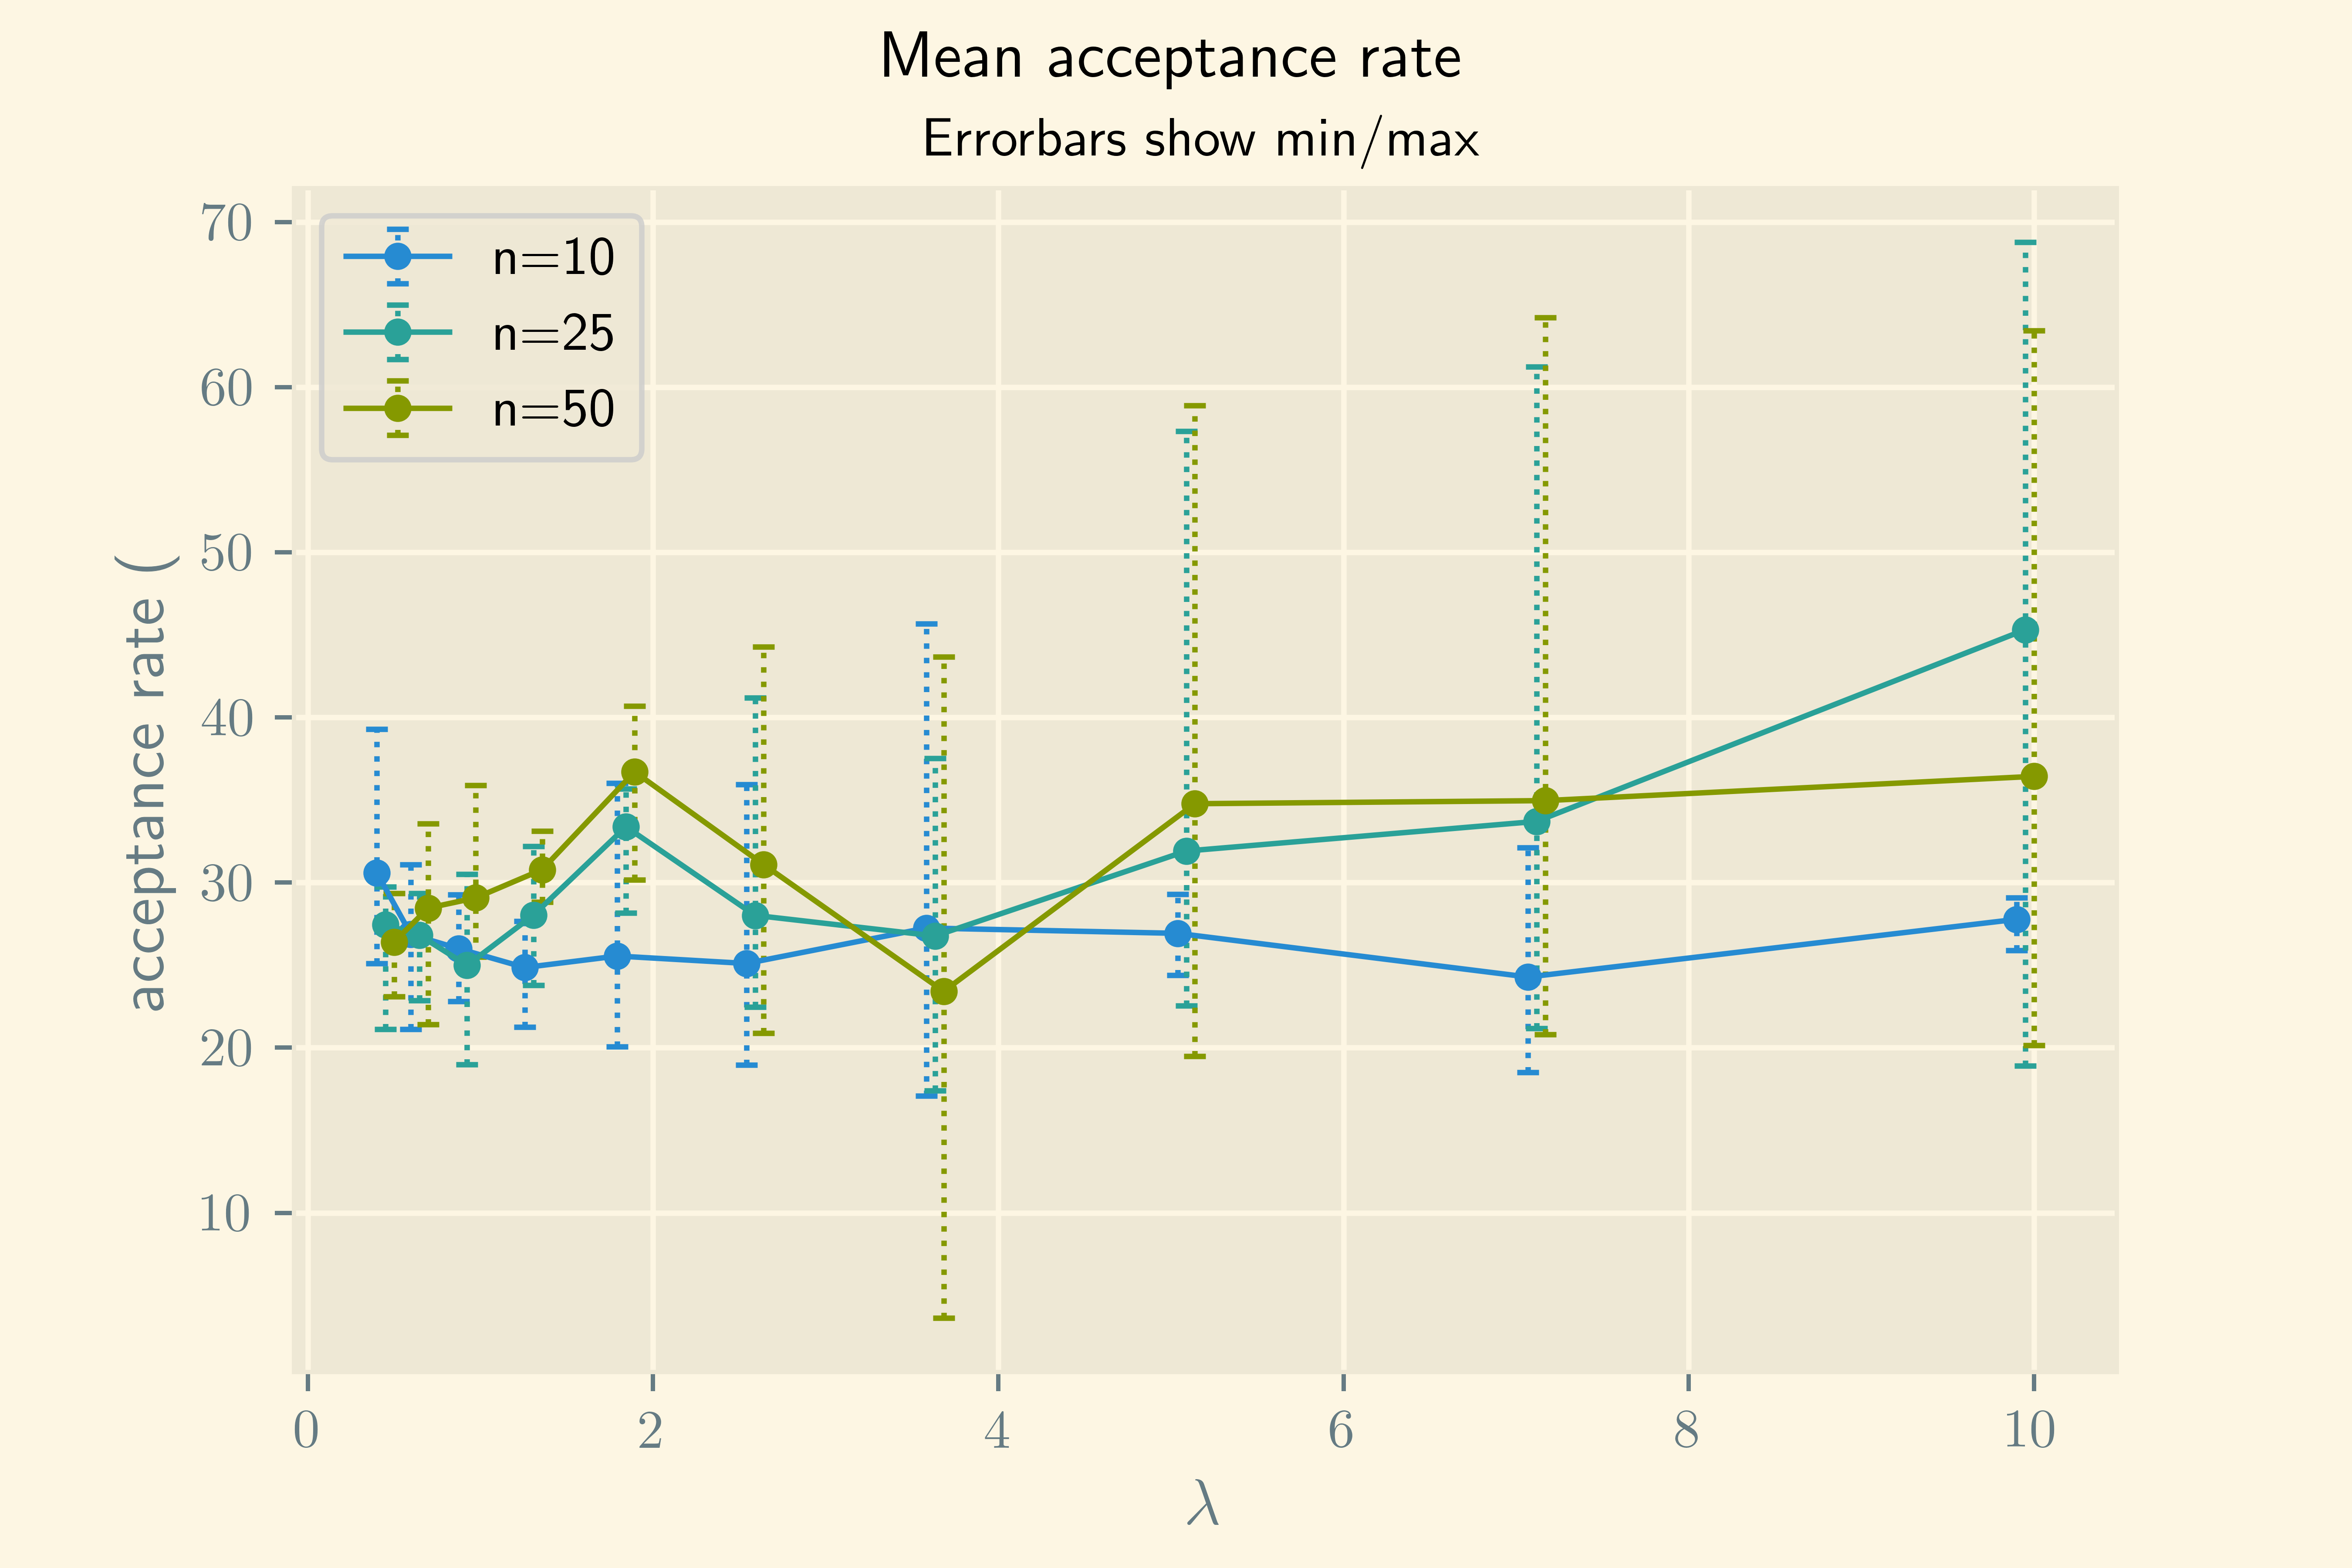 Mean acceptance rate
Errorbars show min/max
n=10
n=25
n=50
acceptance rate (
70
60
50
40
30
20
10
0 2 4 6 8 10
λ